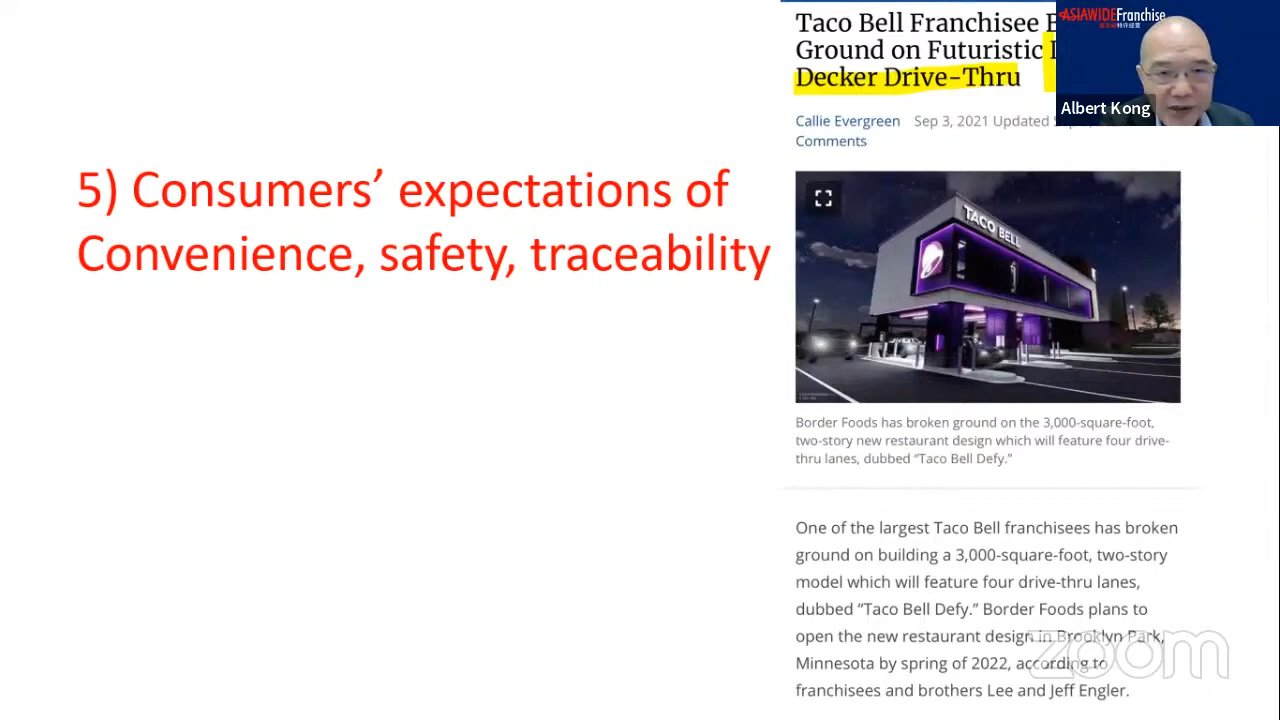 5) Consumers’ expectations of
Convenience, safety, traceability
Taco Bell Franchisee
Ground on Futuristic
Decker Drive-Thru
Callie Evergreen Sep 3, 2021 Updated
Comments
TACO BELL
Border Foods has broken ground on the 3,000-square-foot,
two-story new restaurant design which will feature four drive-
thru lanes, dubbed “Taco Bell Defy.”
One of the largest Taco Bell franchisees has broken
ground on building a 3,000-square-foot, two-story
model which will feature four drive-thru lanes,
dubbed “Taco Bell Defy.” Border Foods plans to
open the new restaurant design in Brooklyn Park,
Minnesota by spring of 2022, according to
franchisees and brothers Lee and Jeff Engler.
ASIAWIDE Franchise
Albert Kong
zoom